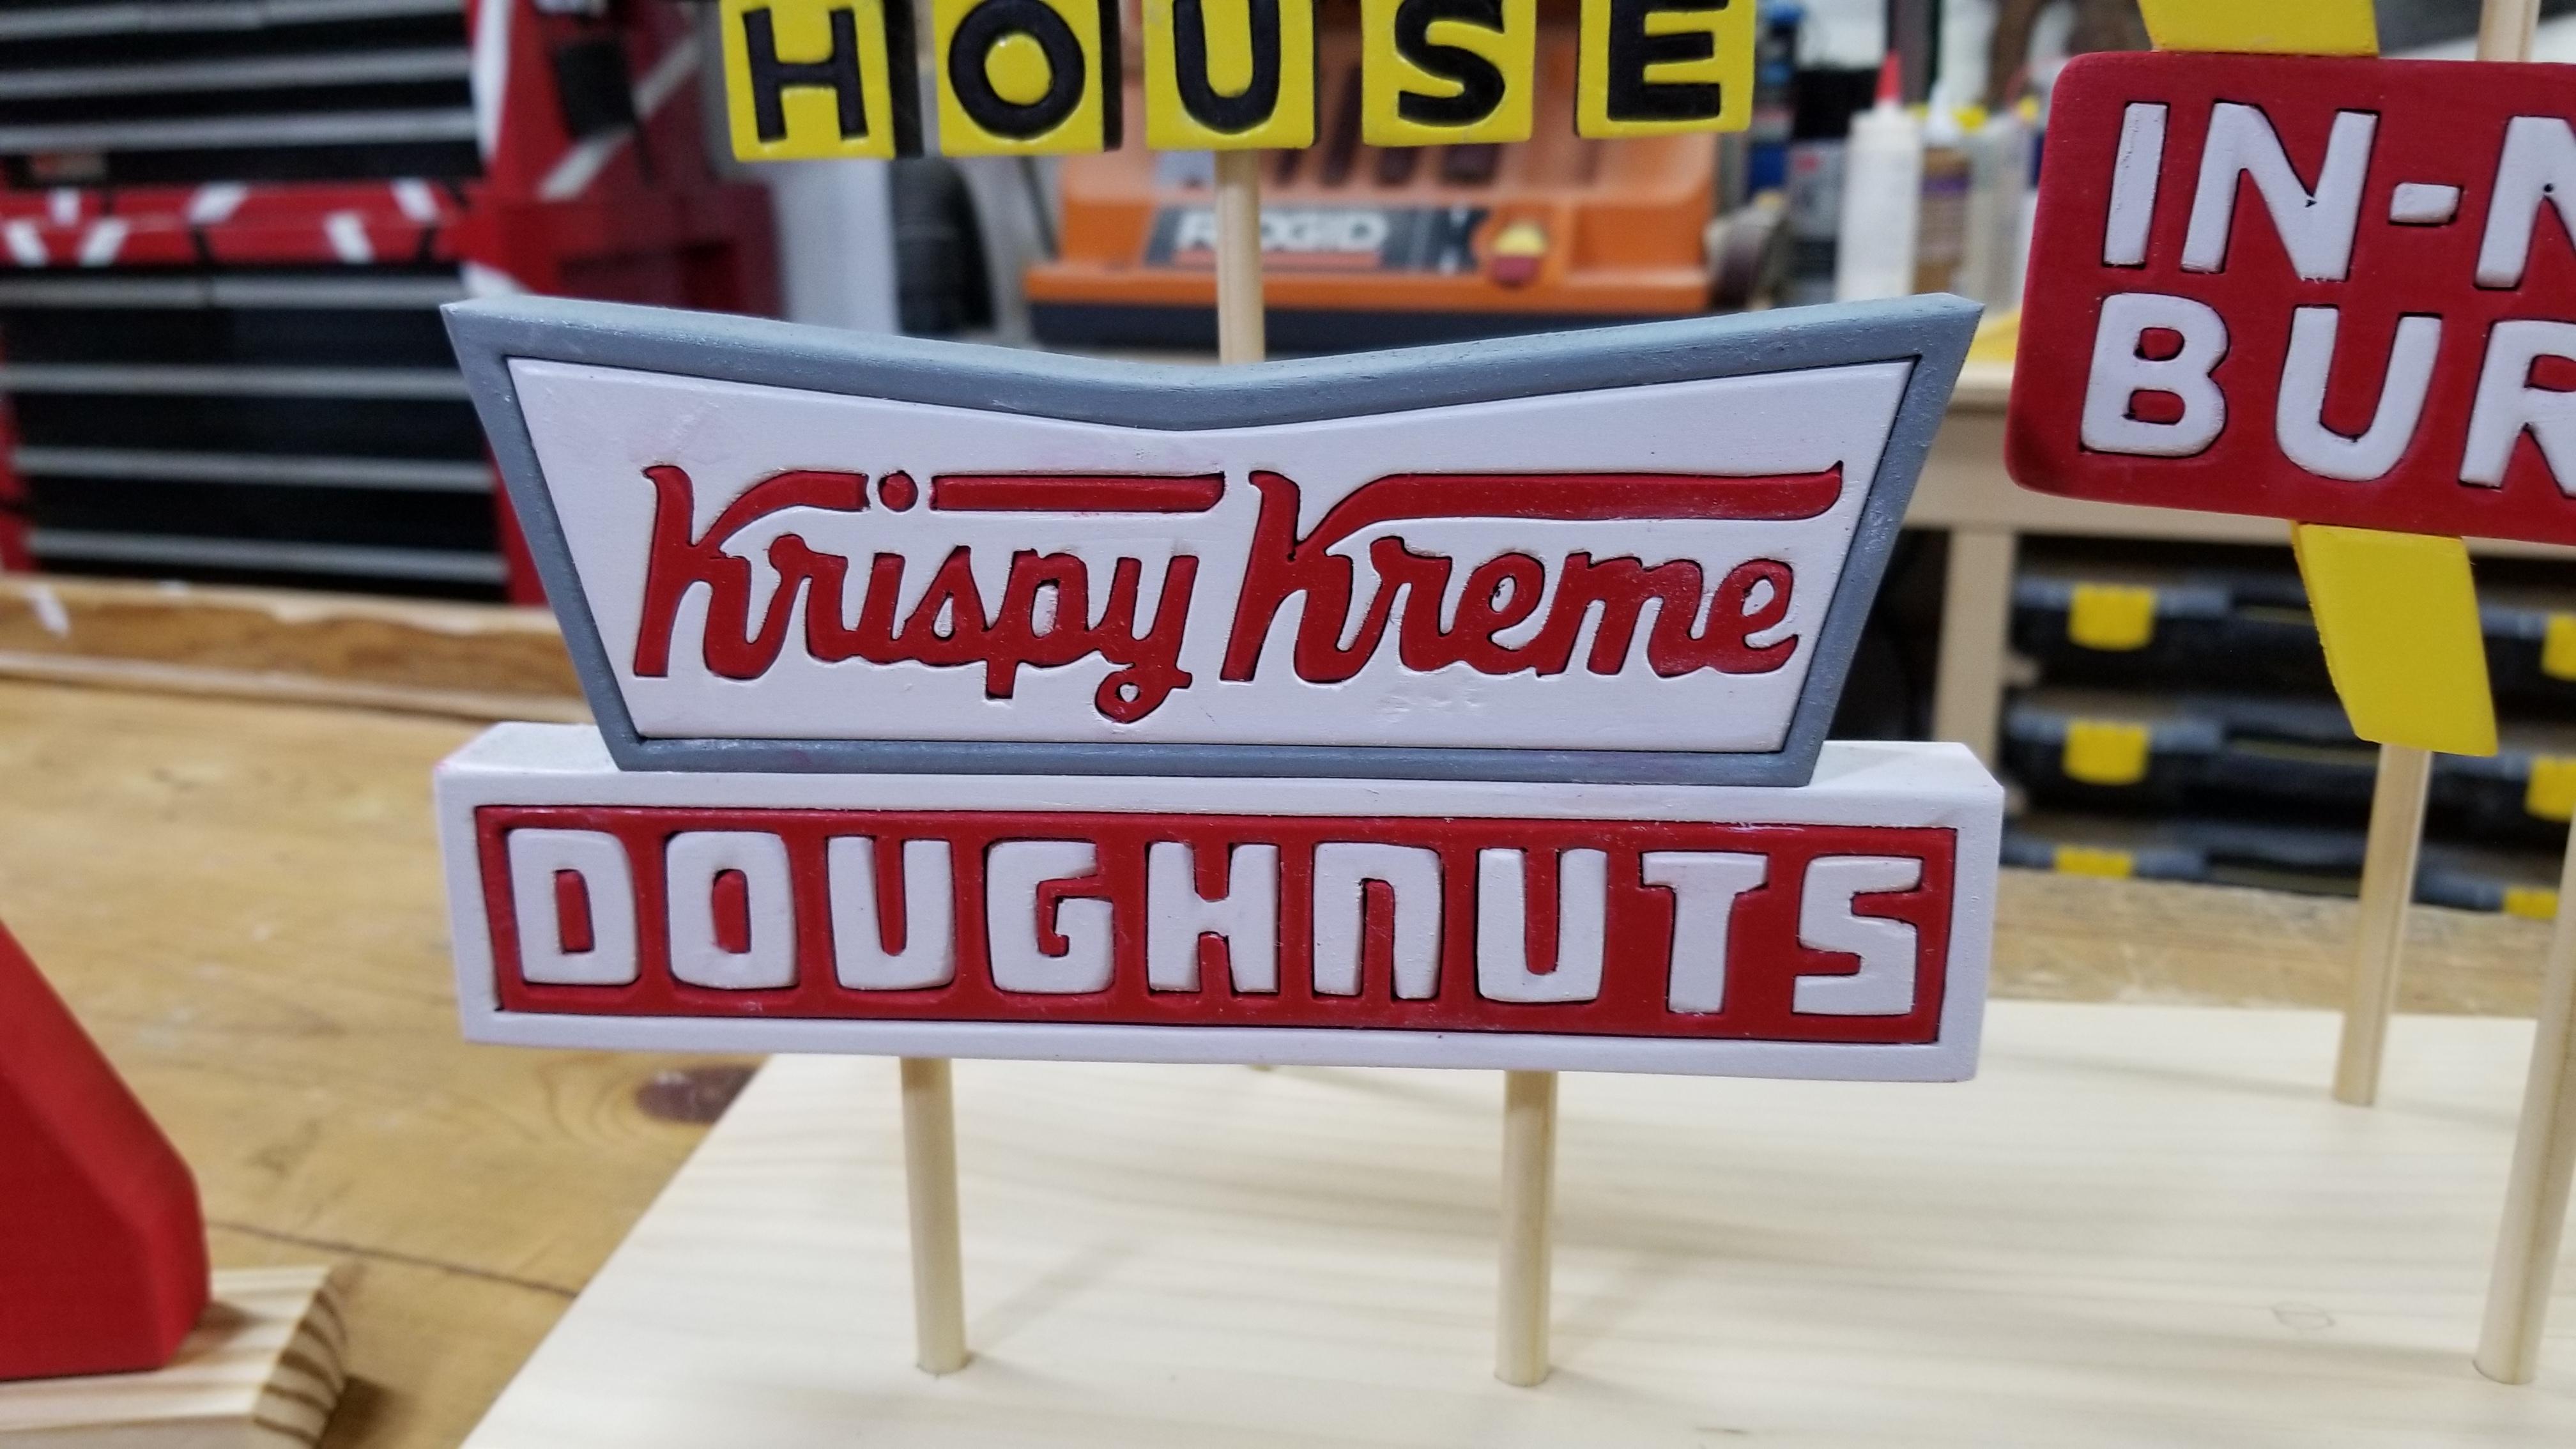 HOUSE
RIDGID
IN-N
BUR
Krispy Kreme
DOUGHNUTS